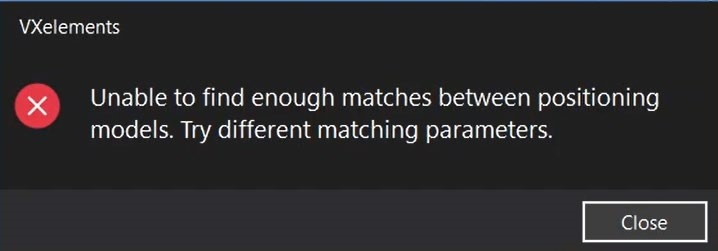 VXelements
Unable to find enough matches between positioning
models. Try different matching parameters.
Close